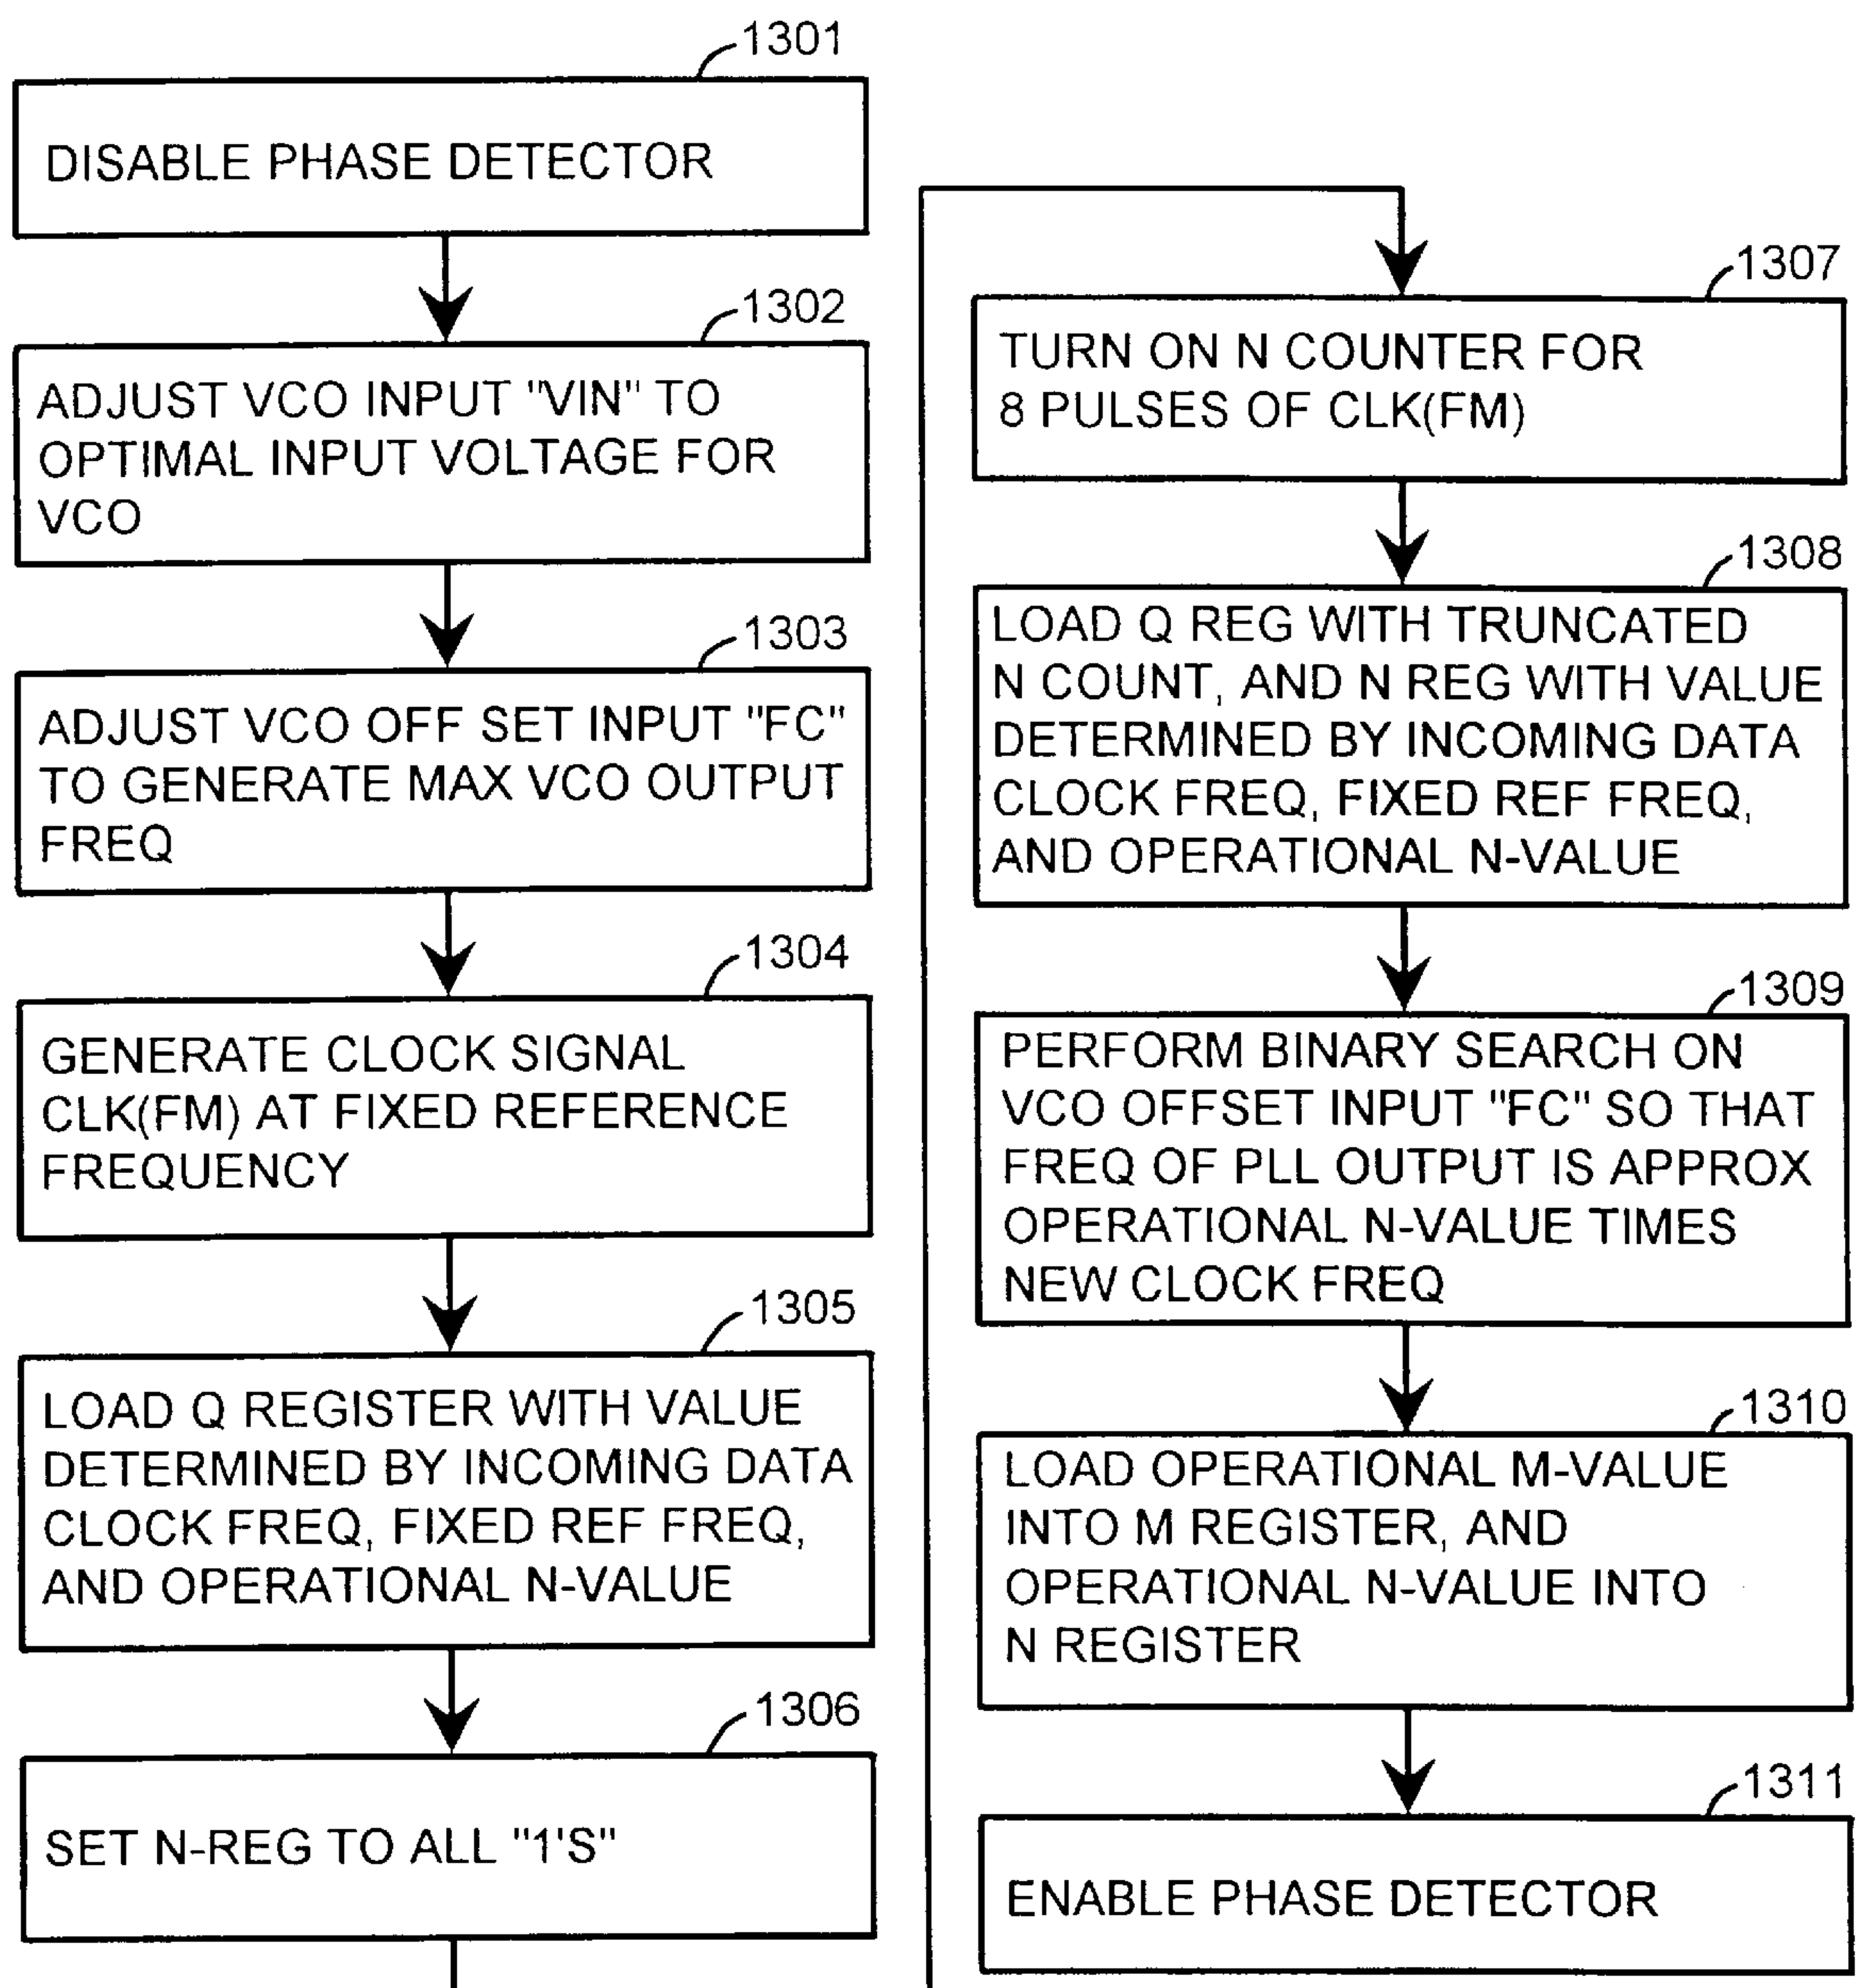 1301
DISABLE PHASE DETECTOR
1302
ADJUST VCO INPUT "VIN" TO
OPTIMAL INPUT VOLTAGE FOR
VCO
1303
ADJUST VCO OFF SET INPUT "FC"
TO GENERATE MAX VCO OUTPUT
FREQ
1304
GENERATE CLOCK SIGNAL
CLK(FM) AT FIXED REFERENCE
FREQUENCY
1305
LOAD Q REGISTER WITH VALUE
DETERMINED BY INCOMING DATA
CLOCK FREQ, FIXED REF FREQ,
AND OPERATIONAL N-VALUE
1306
SET N-REG TO ALL "1'S"
1307
TURN ON N COUNTER FOR
8 PULSES OF CLK(FM)
1308
LOAD Q REG WITH TRUNCATED
N COUNT, AND N REG WITH VALUE
DETERMINED BY INCOMING DATA
CLOCK FREQ, FIXED REF FREQ,
AND OPERATIONAL N-VALUE
1309
PERFORM BINARY SEARCH ON
VCO OFFSET INPUT "FC" SO THAT
FREQ OF PLL OUTPUT IS APPROX
OPERATIONAL N-VALUE TIMES
NEW CLOCK FREQ
1310
LOAD OPERATIONAL M-VALUE
INTO M REGISTER, AND
OPERATIONAL N-VALUE INTO
N REGISTER
1311
ENABLE PHASE DETECTOR